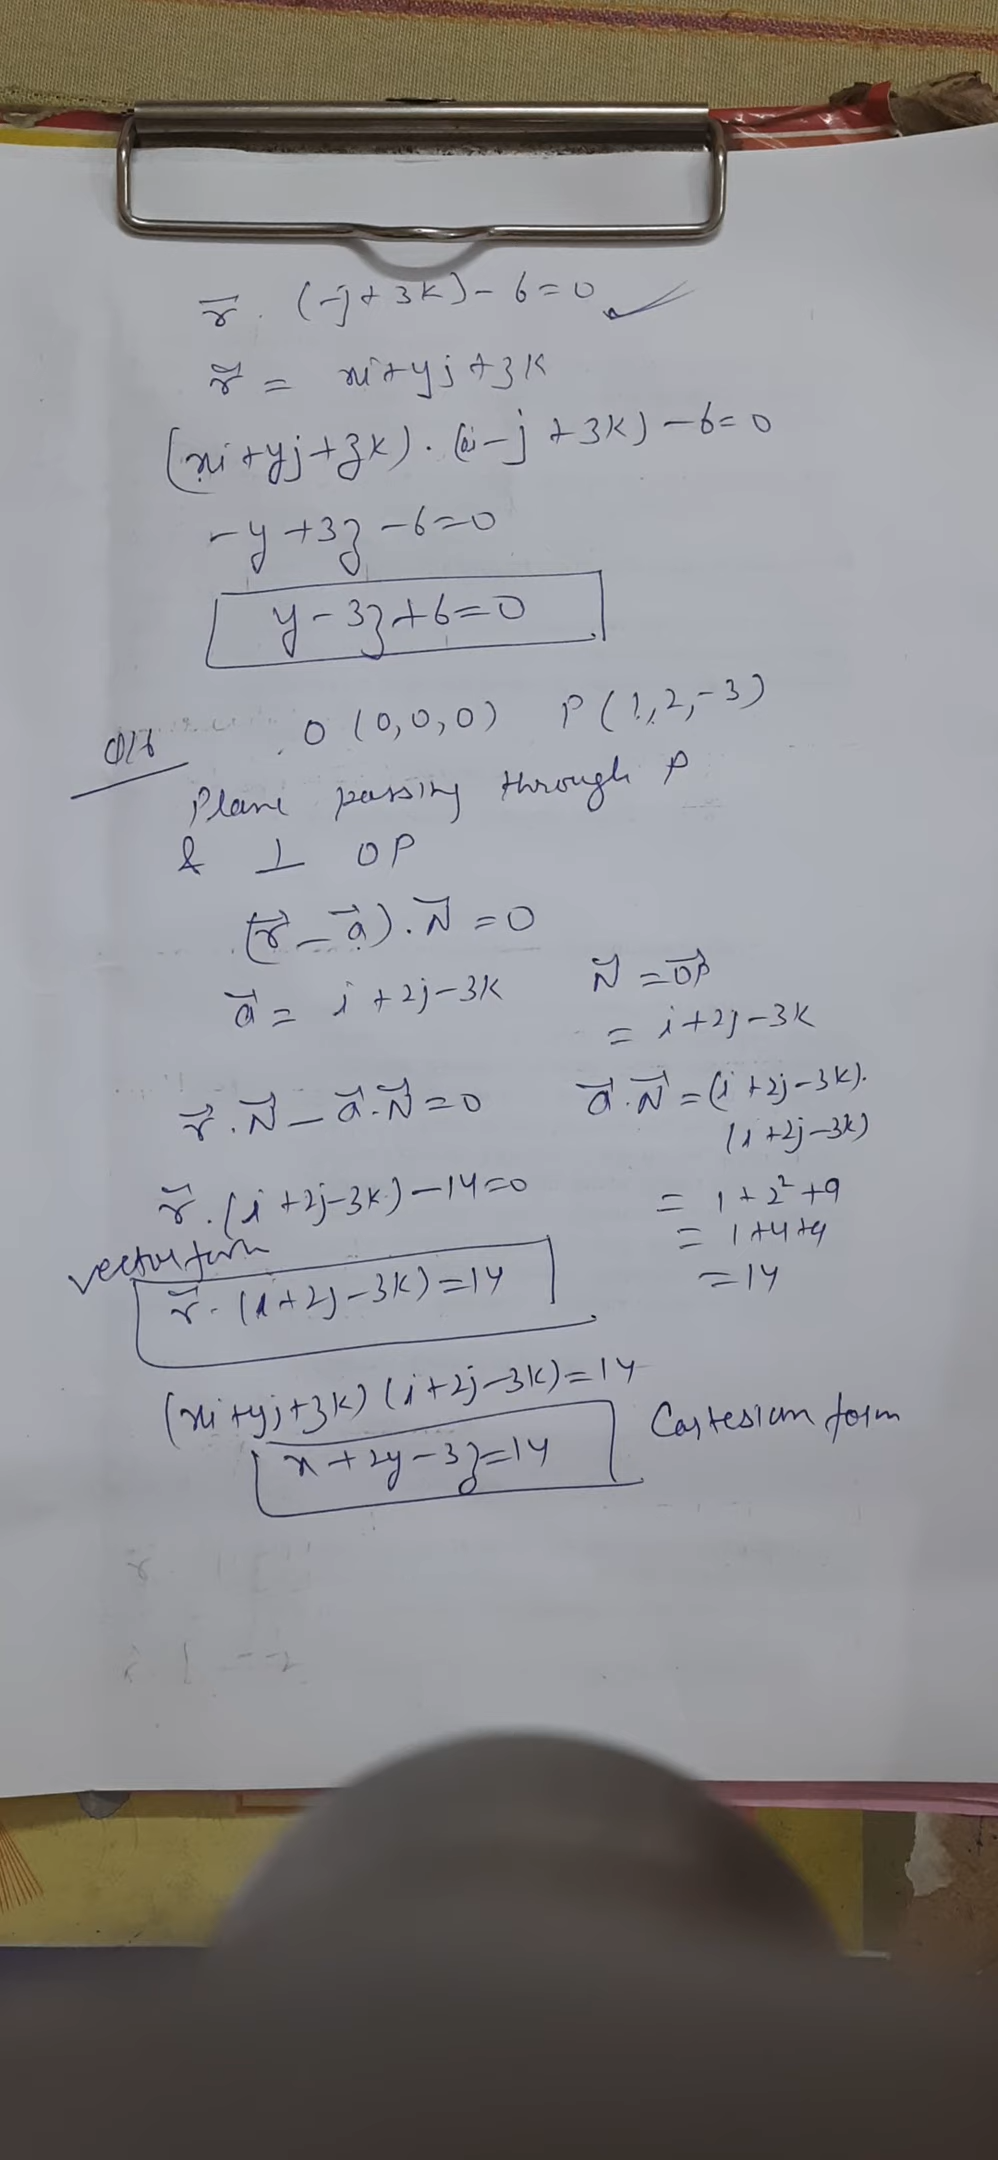 r⃗. (-j+3k)-6=0 ✓
r⃗ = xi+yj+zk
(xi+yj+zk).(oi-j+3k)-6=0
-y+3z-6=0
y-3z+6=0
Q16 O(0,0,0) P(1,2,-3)
Plane passing through P
& ⊥ OP
(r⃗-a⃗).N⃗=0
a⃗ = i+2j-3k N⃗ = OP⃗
= i+2j-3k
r⃗.N⃗-a⃗.N⃗=0 a⃗.N⃗=(i+2j-3k).
(i+2j-3k)
r⃗.(i+2j-3k)-14=0 = 1+2²+9
= 1+4+9
vector form
r⃗.(i+2j-3k)=14 =14
(xi+yj+zk)(i+2j-3k)=14
x+2y-3z=14 Cartesian form